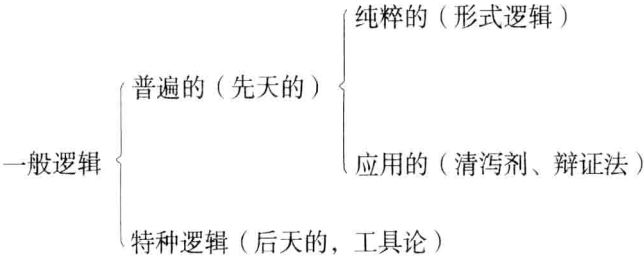 纯粹的（形式逻辑）
普遍的（先天的）
应用的（清泻剂、辩证法）
一般逻辑
特种逻辑（后天的，工具论）